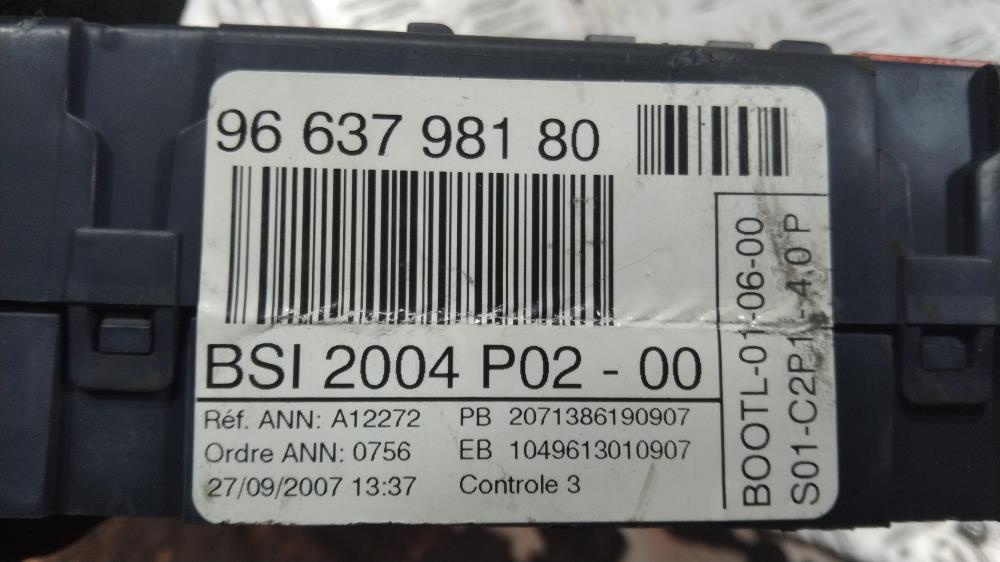 96 637 981 80
BSI 2004 P02 - 00
Réf. ANN: A12272 PB 2071386190907
Ordre ANN: 0756 EB 1049613010907
27/09/2007 13:37 Controle 3
BOOTL-01-06-00
S01-C2P1-4.0 P